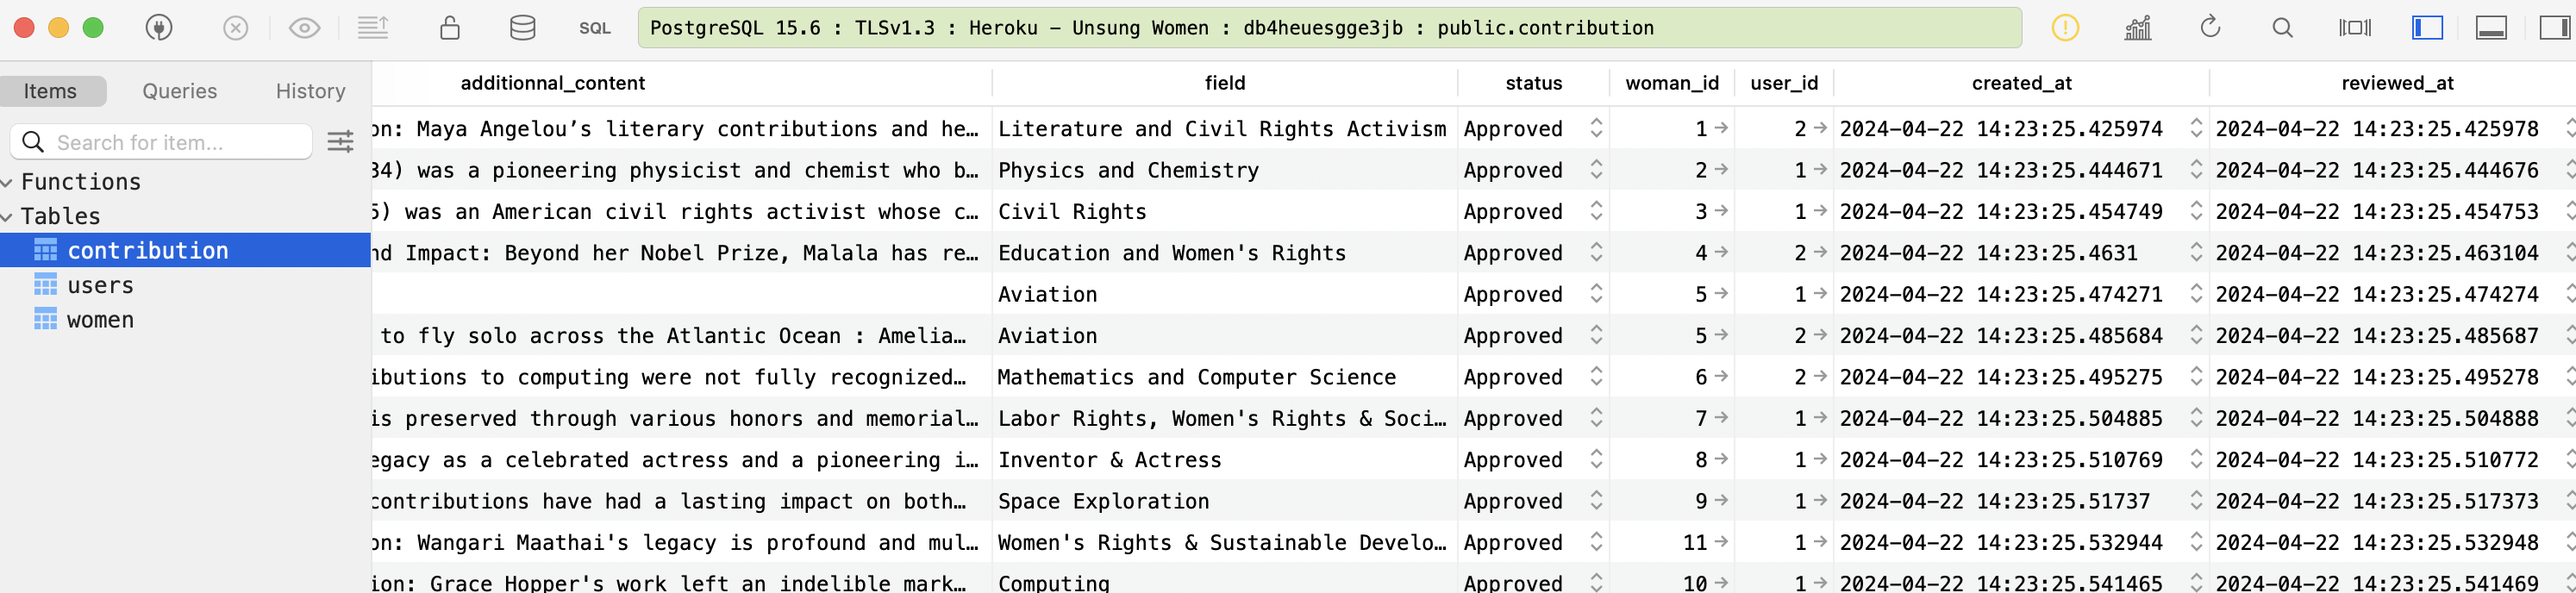 SQL PostgreSQL 15.6 : TLSv1.3 : Heroku – Unsung Women : db4heuesgge3jb : public.contribution
Items Queries History
Search for item...
Functions
Tables
contribution
users
women
additionnal_content field status woman_id user_id created_at reviewed_at
on: Maya Angelou’s literary contributions and he… Literature and Civil Rights Activism Approved 1 2 2024-04-22 14:23:25.425974 2024-04-22 14:23:25.425978
34) was a pioneering physicist and chemist who b… Physics and Chemistry Approved 2 1 2024-04-22 14:23:25.444671 2024-04-22 14:23:25.444676
5) was an American civil rights activist whose c… Civil Rights Approved 3 1 2024-04-22 14:23:25.454749 2024-04-22 14:23:25.454753
nd Impact: Beyond her Nobel Prize, Malala has re… Education and Women's Rights Approved 4 2 2024-04-22 14:23:25.4631 2024-04-22 14:23:25.463104
Aviation Approved 5 1 2024-04-22 14:23:25.474271 2024-04-22 14:23:25.474274
to fly solo across the Atlantic Ocean : Amelia… Aviation Approved 5 2 2024-04-22 14:23:25.485684 2024-04-22 14:23:25.485687
ibutions to computing were not fully recognized… Mathematics and Computer Science Approved 6 2 2024-04-22 14:23:25.495275 2024-04-22 14:23:25.495278
is preserved through various honors and memorial… Labor Rights, Women's Rights & Soci… Approved 7 1 2024-04-22 14:23:25.504885 2024-04-22 14:23:25.504888
egacy as a celebrated actress and a pioneering i… Inventor & Actress Approved 8 1 2024-04-22 14:23:25.510769 2024-04-22 14:23:25.510772
contributions have had a lasting impact on both… Space Exploration Approved 9 1 2024-04-22 14:23:25.51737 2024-04-22 14:23:25.517373
on: Wangari Maathai's legacy is profound and mul… Women's Rights & Sustainable Develo… Approved 11 1 2024-04-22 14:23:25.532944 2024-04-22 14:23:25.532948
ion: Grace Hopper's work left an indelible mark… Computing Approved 10 1 2024-04-22 14:23:25.541465 2024-04-22 14:23:25.541469